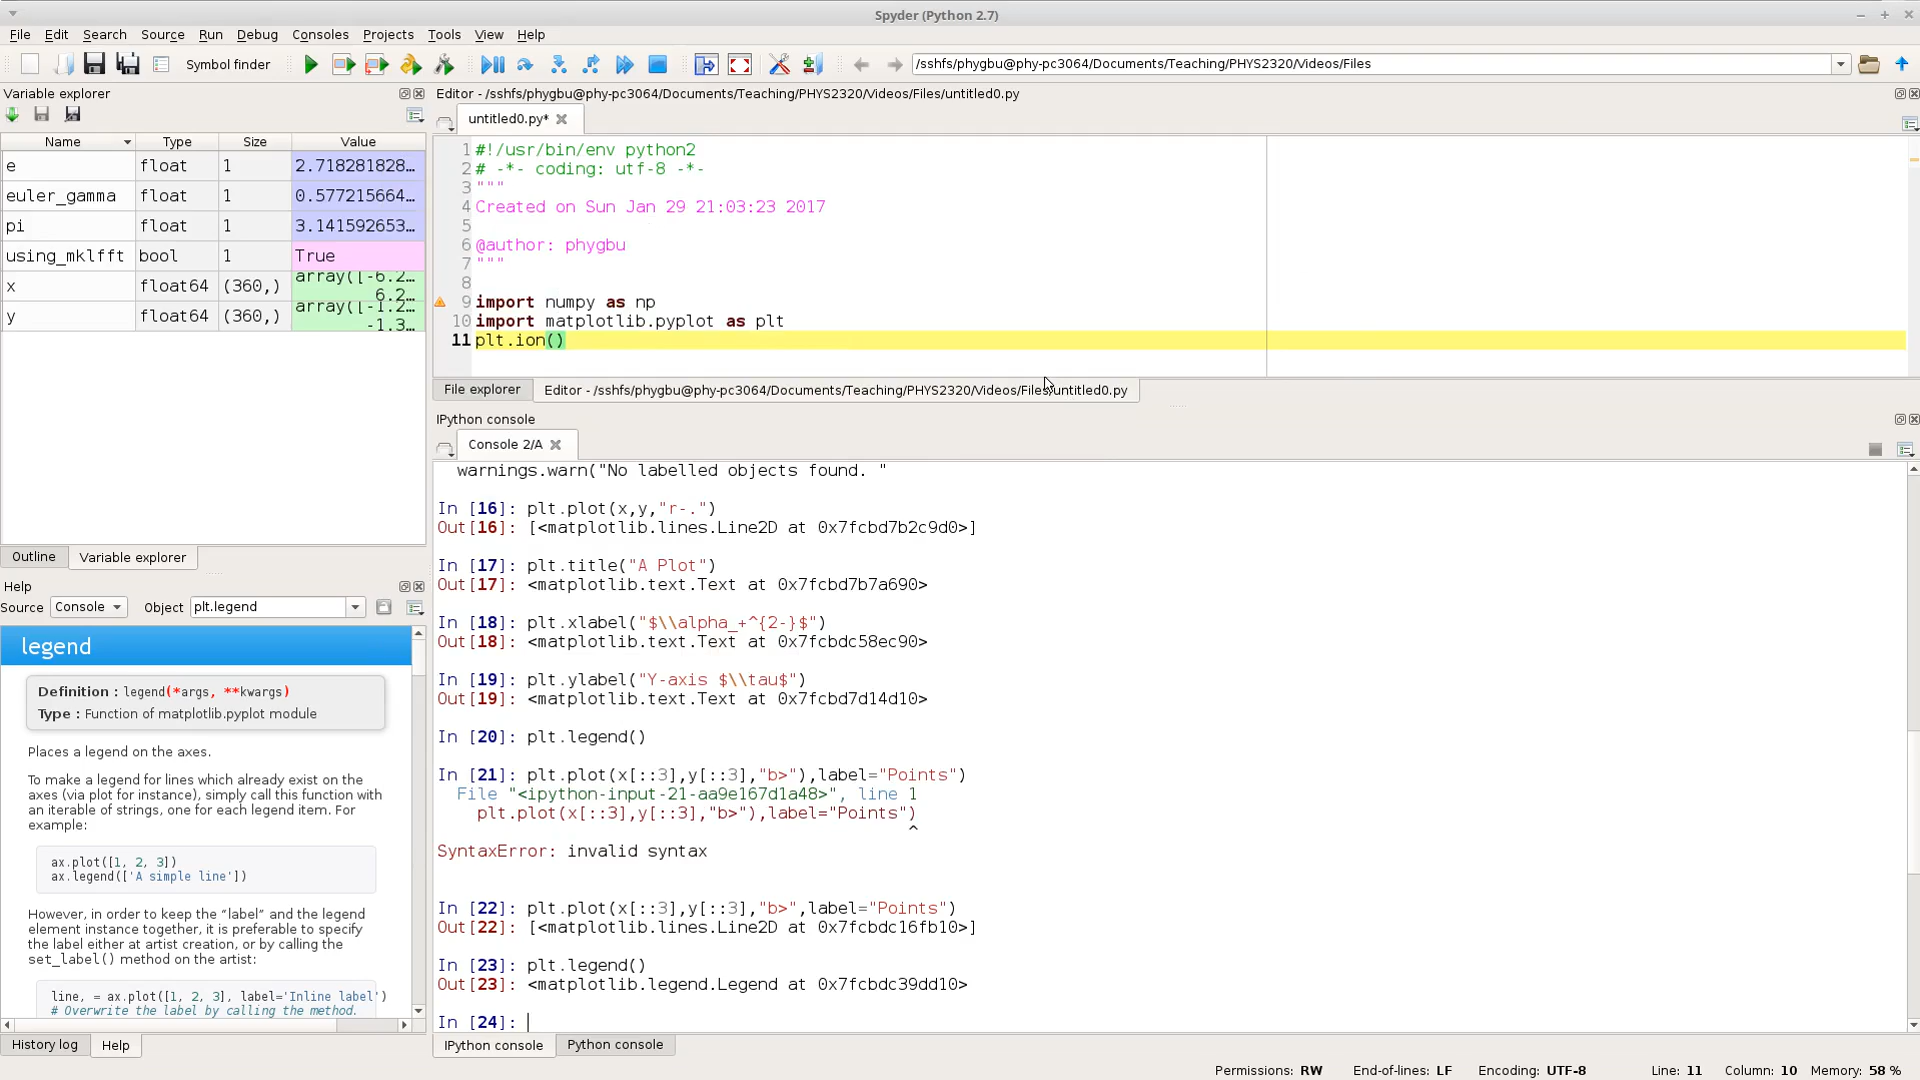 Spyder (Python 2.7)
File Edit Search Source Run Debug Consoles Projects Tools View Help
Symbol finder
/sshfs/phygbu@phy-pc3064/Documents/Teaching/PHYS2320/Videos/Files
Variable explorer
Name Type Size Value
e float 1 2.718281828...
euler_gamma float 1 0.577215664...
pi float 1 3.141592653...
using_mklfft bool 1 True
x float64 (360,) array([-6.2...
6.2...
y float64 (360,) array([-1.2...
-1.3...
Outline Variable explorer
Help
Source Console Object plt.legend
legend
Definition : legend(*args, **kwargs)
Type : Function of matplotlib.pyplot module
Places a legend on the axes.
To make a legend for lines which already exist on the
axes (via plot for instance), simply call this function with
an iterable of strings, one for each legend item. For
example:
ax.plot([1, 2, 3])
ax.legend(['A simple line'])
However, in order to keep the “label” and the legend
element instance together, it is preferable to specify
the label either at artist creation, or by calling the
set_label() method on the artist:
line, = ax.plot([1, 2, 3], label='Inline label')
# Overwrite the label by calling the method.
History log Help
Editor - /sshfs/phygbu@phy-pc3064/Documents/Teaching/PHYS2320/Videos/Files/untitled0.py
untitled0.py*
1 #!/usr/bin/env python2
2 # -*- coding: utf-8 -*-
3 """
4 Created on Sun Jan 29 21:03:23 2017
5
6 @author: phygbu
7 """
8
9 import numpy as np
10 import matplotlib.pyplot as plt
11 plt.ion()
File explorer Editor - /sshfs/phygbu@phy-pc3064/Documents/Teaching/PHYS2320/Videos/Files/untitled0.py
IPython console
Console 2/A
warnings.warn("No labelled objects found. "
In [16]: plt.plot(x,y,"r-.")
Out[16]: [<matplotlib.lines.Line2D at 0x7fcbd7b2c9d0>]
In [17]: plt.title("A Plot")
Out[17]: <matplotlib.text.Text at 0x7fcbd7b7a690>
In [18]: plt.xlabel("$\\alpha_+^{2-}$")
Out[18]: <matplotlib.text.Text at 0x7fcbdc58ec90>
In [19]: plt.ylabel("Y-axis $\\tau$")
Out[19]: <matplotlib.text.Text at 0x7fcbd7d14d10>
In [20]: plt.legend()
In [21]: plt.plot(x[::3],y[::3],"b>"),label="Points")
File "<ipython-input-21-aa9e167d1a48>", line 1
plt.plot(x[::3],y[::3],"b>"),label="Points")
^
SyntaxError: invalid syntax
In [22]: plt.plot(x[::3],y[::3],"b>",label="Points")
Out[22]: [<matplotlib.lines.Line2D at 0x7fcbdc16fb10>]
In [23]: plt.legend()
Out[23]: <matplotlib.legend.Legend at 0x7fcbdc39dd10>
In [24]:
IPython console Python console
Permissions: RW End-of-lines: LF Encoding: UTF-8 Line: 11 Column: 10 Memory: 58 %